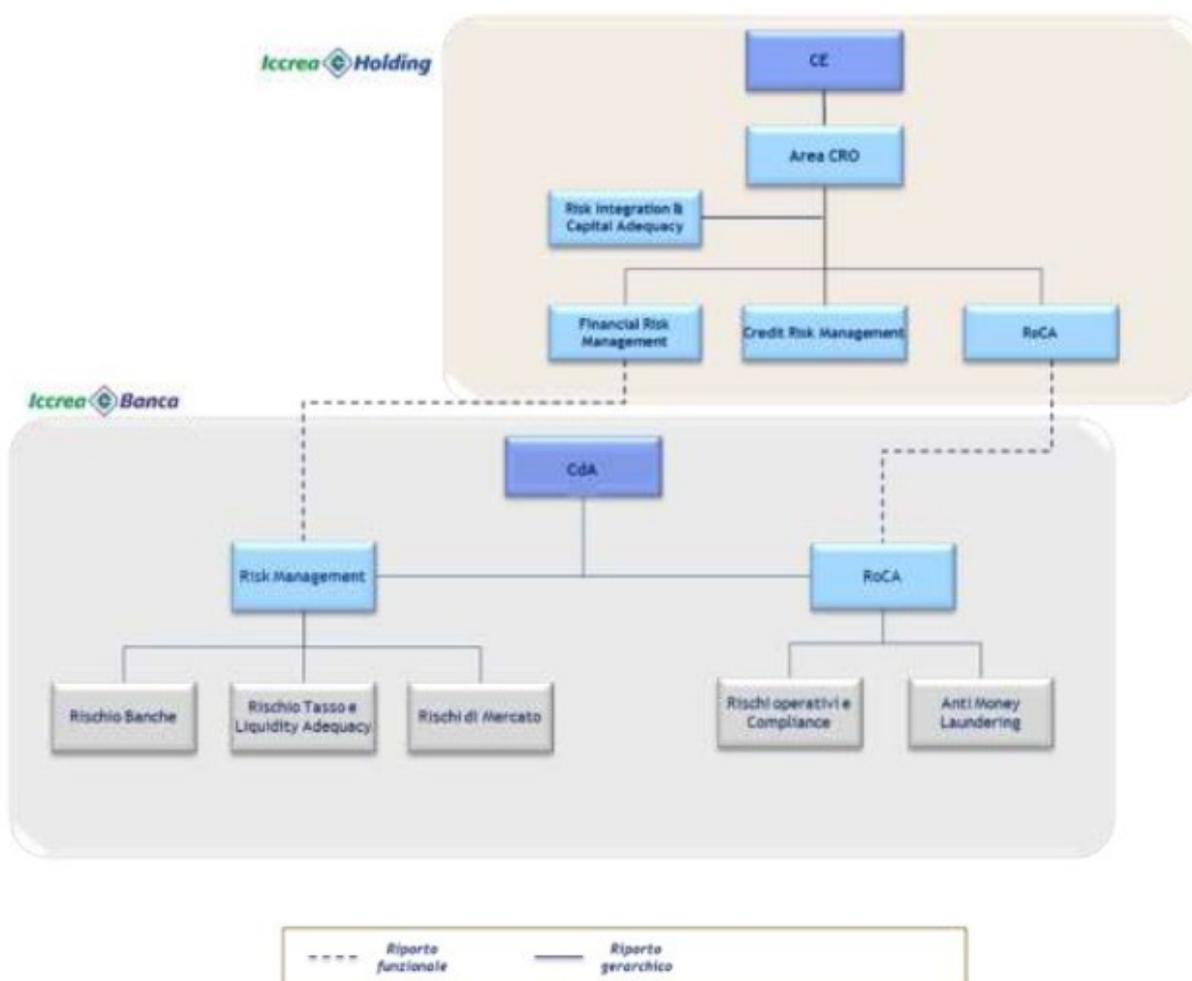 Iccrea Holding
CE
Area CRO
Risk Integration &
Capital Adequacy
Financial Risk
Management
Credit Risk Management
RoCA
Iccrea Banca
CdA
Risk Management
RoCA
Rischio Banche
Rischio Tasso e
Liquidity Adequacy
Rischi di Mercato
Rischi operativi e
Compliance
Anti Money
Laundering
Riporto
funzionale
Riporto
gerarchico